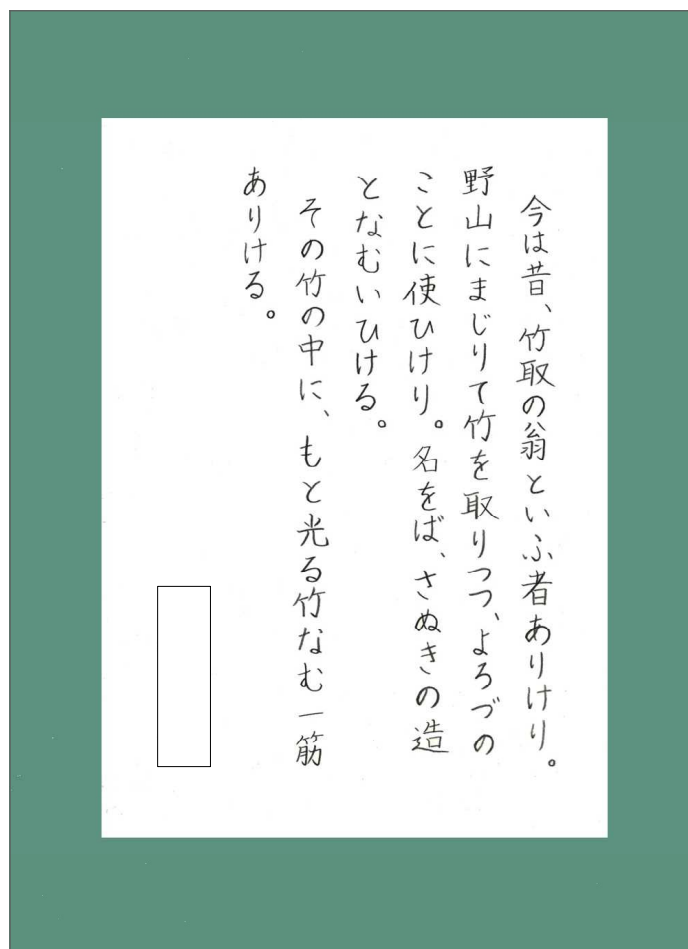 今は昔、竹取の翁といふ者ありけり。
野山にまじりて竹を取りつつ、よろづの
ことに使ひけり。名をば、さぬきの造
となむいひける。
その竹の中に、もと光る竹なむ一筋
ありける。